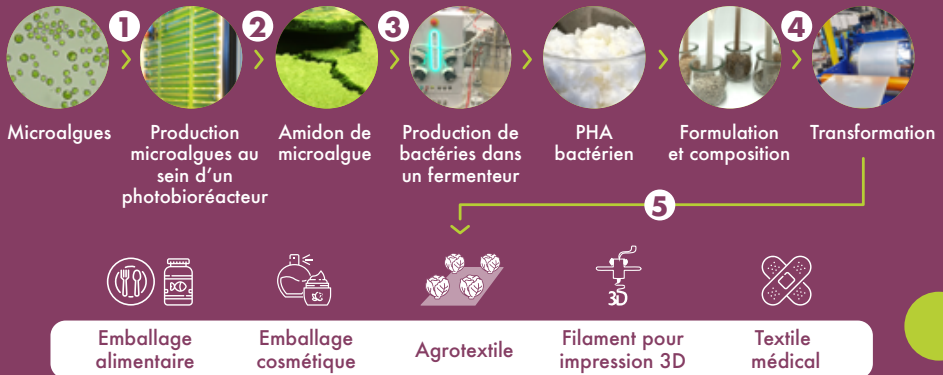 1
2
3
4
Microalgues
Production
microalgues au
sein d'un
photobioréacteur
Amidon de
microalgue
Production de
bactéries dans
un fermenteur
PHA
bactérien
Formulation
et composition
Transformation
5
3D
Emballage
alimentaire
Emballage
cosmétique
Agrotextile
Filament pour
impression 3D
Textile
médical